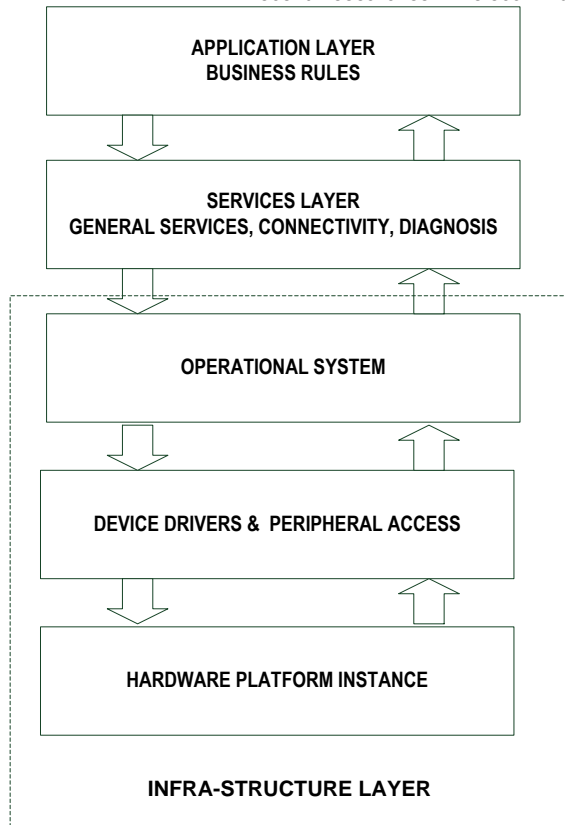 APPLICATION LAYER
BUSINESS RULES
SERVICES LAYER
GENERAL SERVICES, CONNECTIVITY, DIAGNOSIS
OPERATIONAL SYSTEM
DEVICE DRIVERS & PERIPHERAL ACCESS
HARDWARE PLATFORM INSTANCE
INFRA-STRUCTURE LAYER